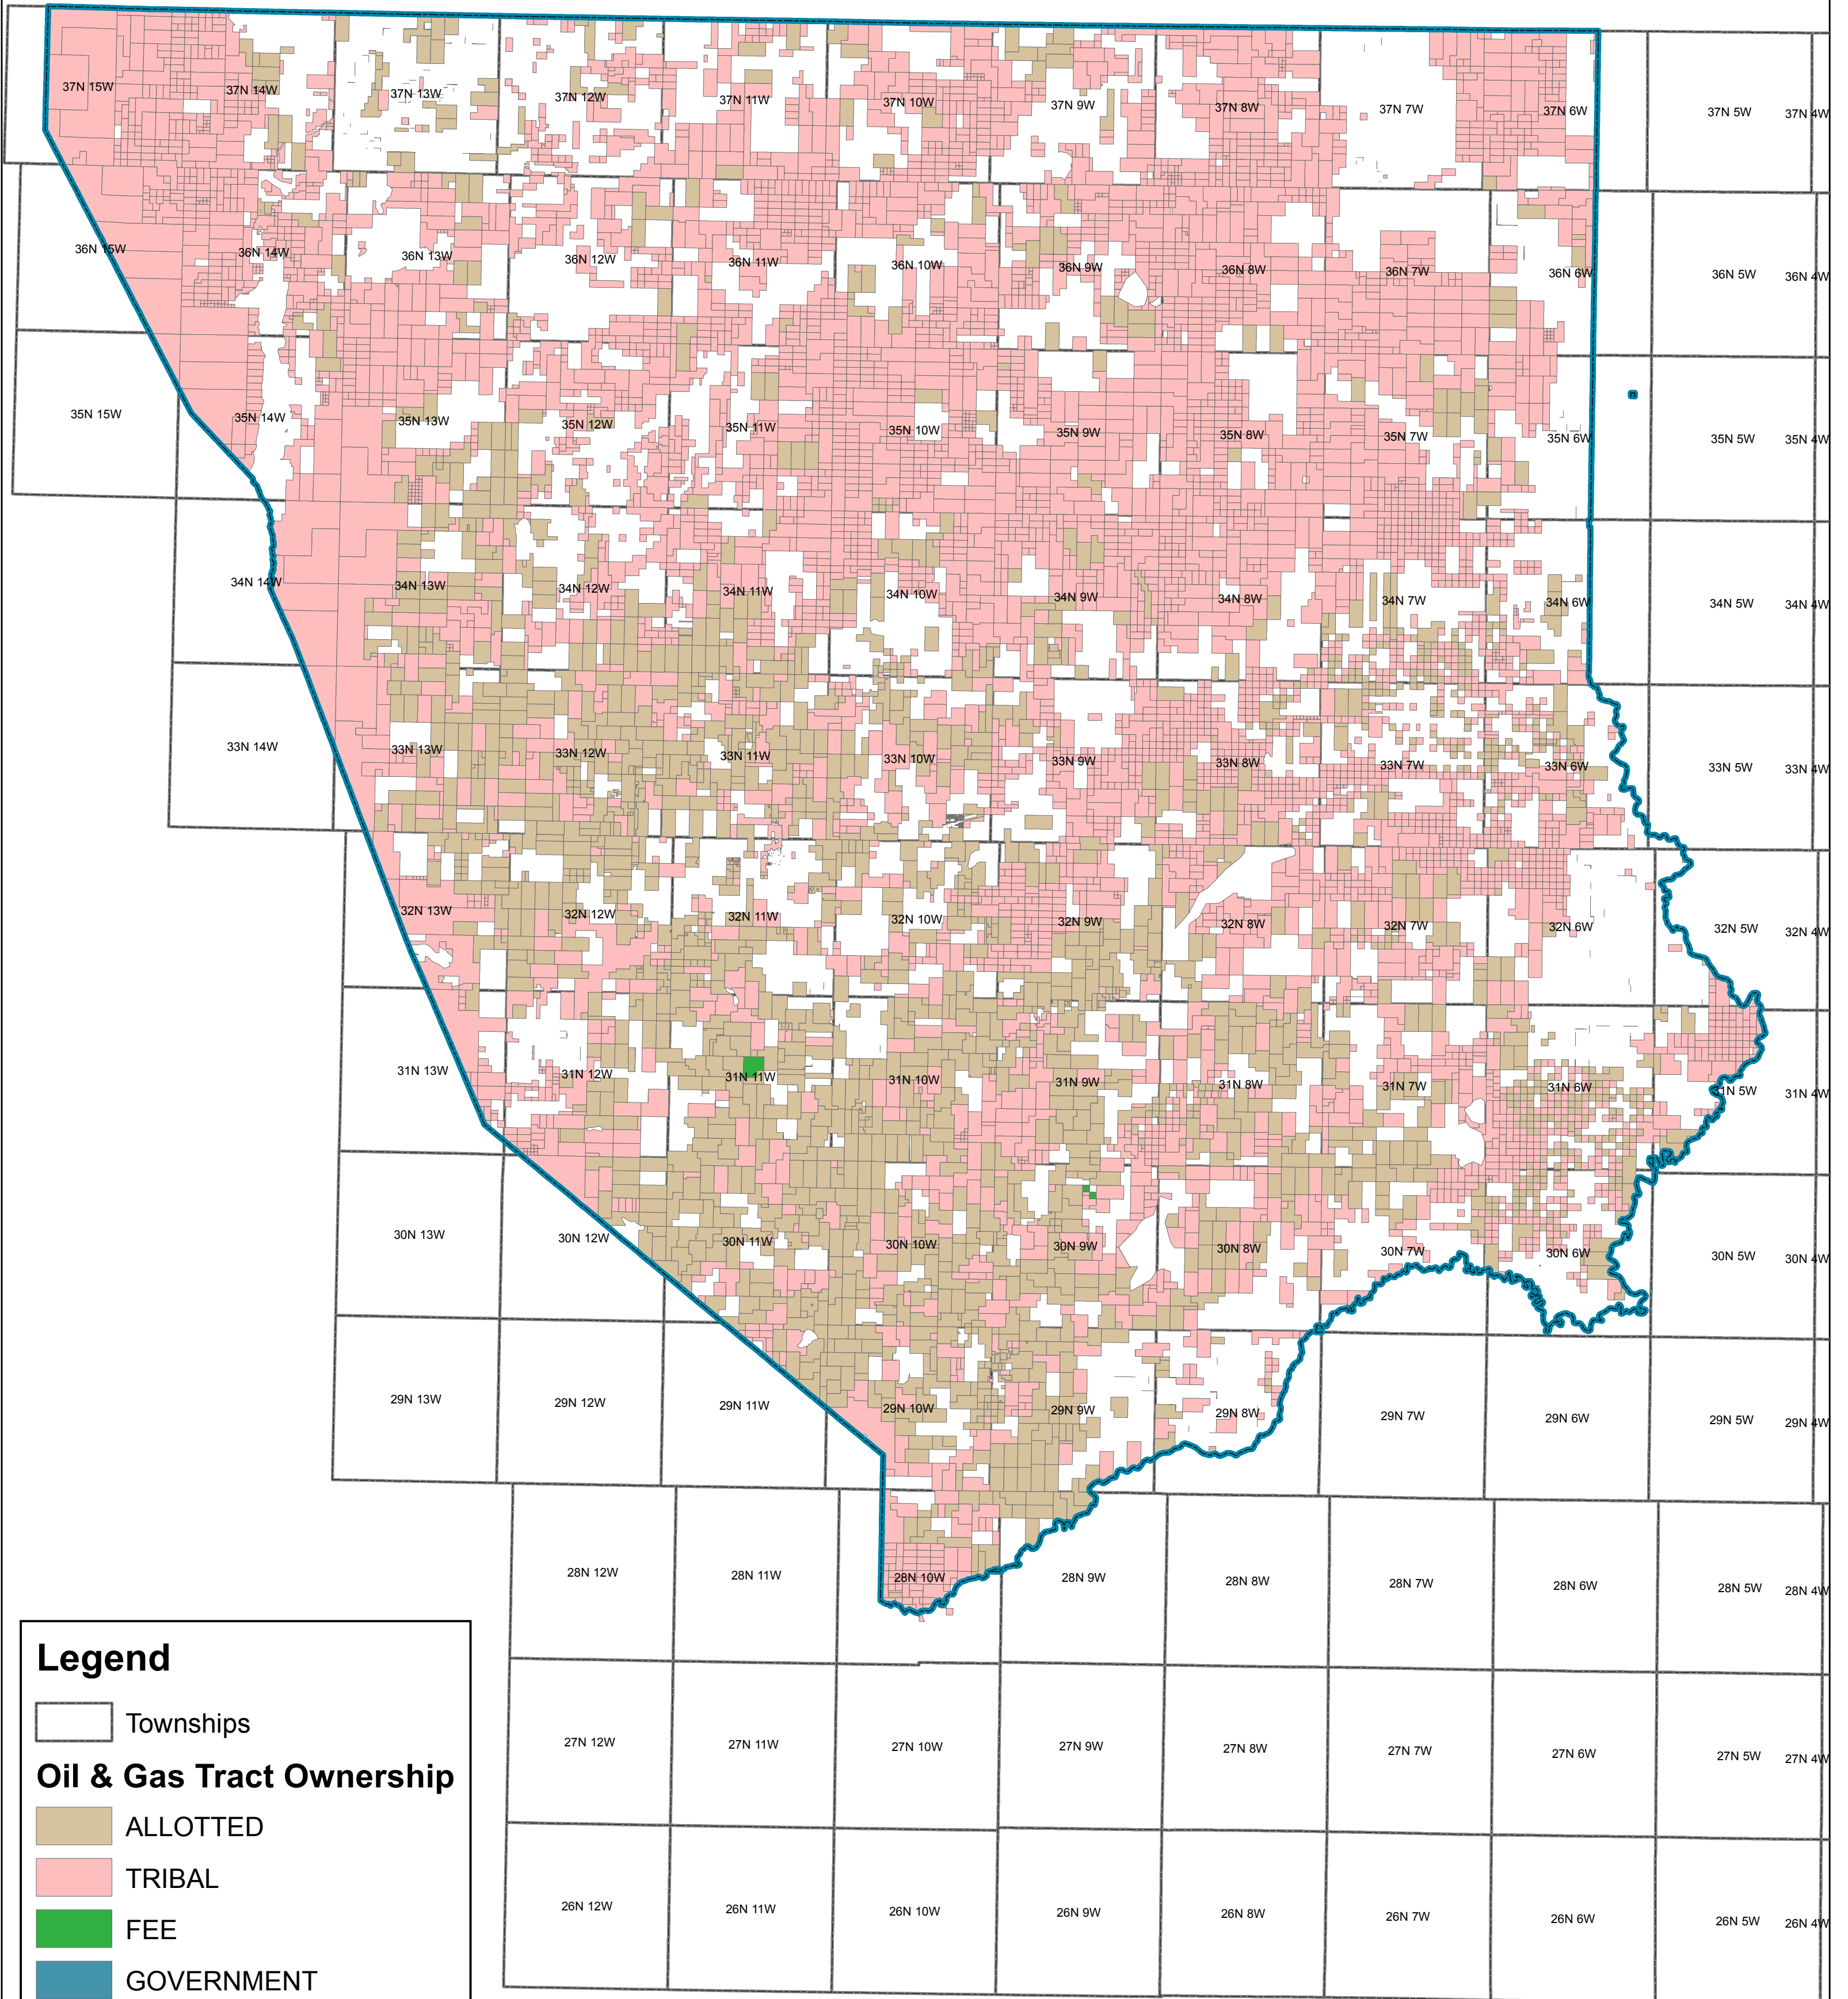 37N 15W
37N 14W
37N 13W
37N 12W
37N 11W
37N 10W
37N 9W
37N 8W
37N 7W
37N 6W
37N 5W
37N 4W
36N 15W
36N 14W
36N 13W
36N 12W
36N 11W
36N 10W
36N 9W
36N 8W
36N 7W
36N 6W
36N 5W
36N 4W
35N 15W
35N 14W
35N 13W
35N 12W
35N 11W
35N 10W
35N 9W
35N 8W
35N 7W
35N 6W
35N 5W
35N 4W
34N 14W
34N 13W
34N 12W
34N 11W
34N 10W
34N 9W
34N 8W
34N 7W
34N 6W
34N 5W
34N 4W
33N 14W
33N 13W
33N 12W
33N 11W
33N 10W
33N 9W
33N 8W
33N 7W
33N 6W
33N 5W
33N 4W
32N 13W
32N 12W
32N 11W
32N 10W
32N 9W
32N 8W
32N 7W
32N 6W
32N 5W
32N 4W
31N 13W
31N 12W
31N 11W
31N 10W
31N 9W
31N 8W
31N 7W
31N 6W
31N 5W
31N 4W
30N 13W
30N 12W
30N 11W
30N 10W
30N 9W
30N 8W
30N 7W
30N 6W
30N 5W
30N 4W
29N 13W
29N 12W
29N 11W
29N 10W
29N 9W
29N 8W
29N 7W
29N 6W
29N 5W
29N 4W
28N 12W
28N 11W
28N 10W
28N 9W
28N 8W
28N 7W
28N 6W
28N 5W
28N 4W
27N 12W
27N 11W
27N 10W
27N 9W
27N 8W
27N 7W
27N 6W
27N 5W
27N 4W
26N 12W
26N 11W
26N 10W
26N 9W
26N 8W
26N 7W
26N 6W
26N 5W
26N 4W
Legend
Townships
Oil & Gas Tract Ownership
ALLOTTED
TRIBAL
FEE
GOVERNMENT